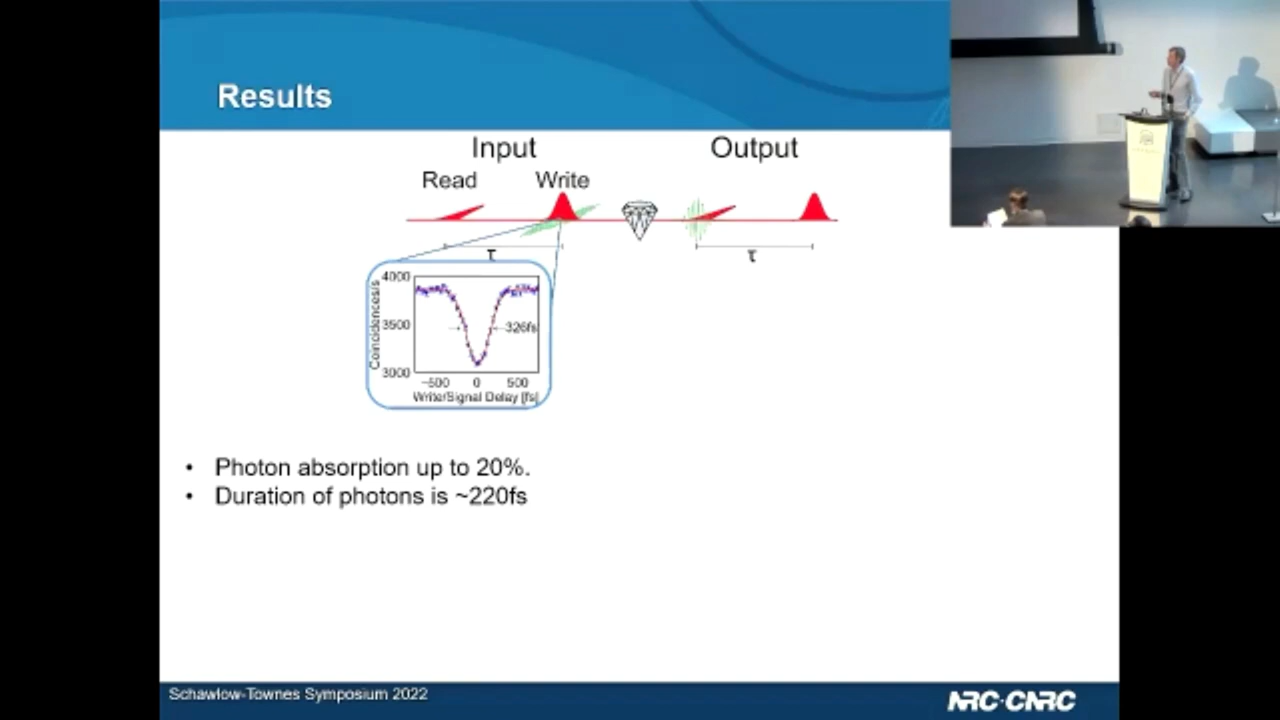 Results
Input
Output
Read
Write
τ
τ
4000
3500
3000
Coincidences/s
326fs
−500
0
500
Write/Signal Delay [fs]
• Photon absorption up to 20%.
• Duration of photons is ~220fs
Schawlow-Townes Symposium 2022
NRC·CNRC